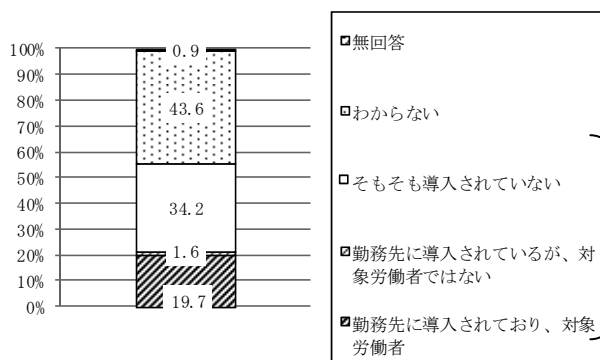 100%
90%
80%
70%
60%
50%
40%
30%
20%
10%
0%
0.9
43.6
34.2
1.6
19.7
無回答
わからない
そもそも導入されていない
勤務先に導入されているが、対
象労働者ではない
勤務先に導入されており、対象
労働者